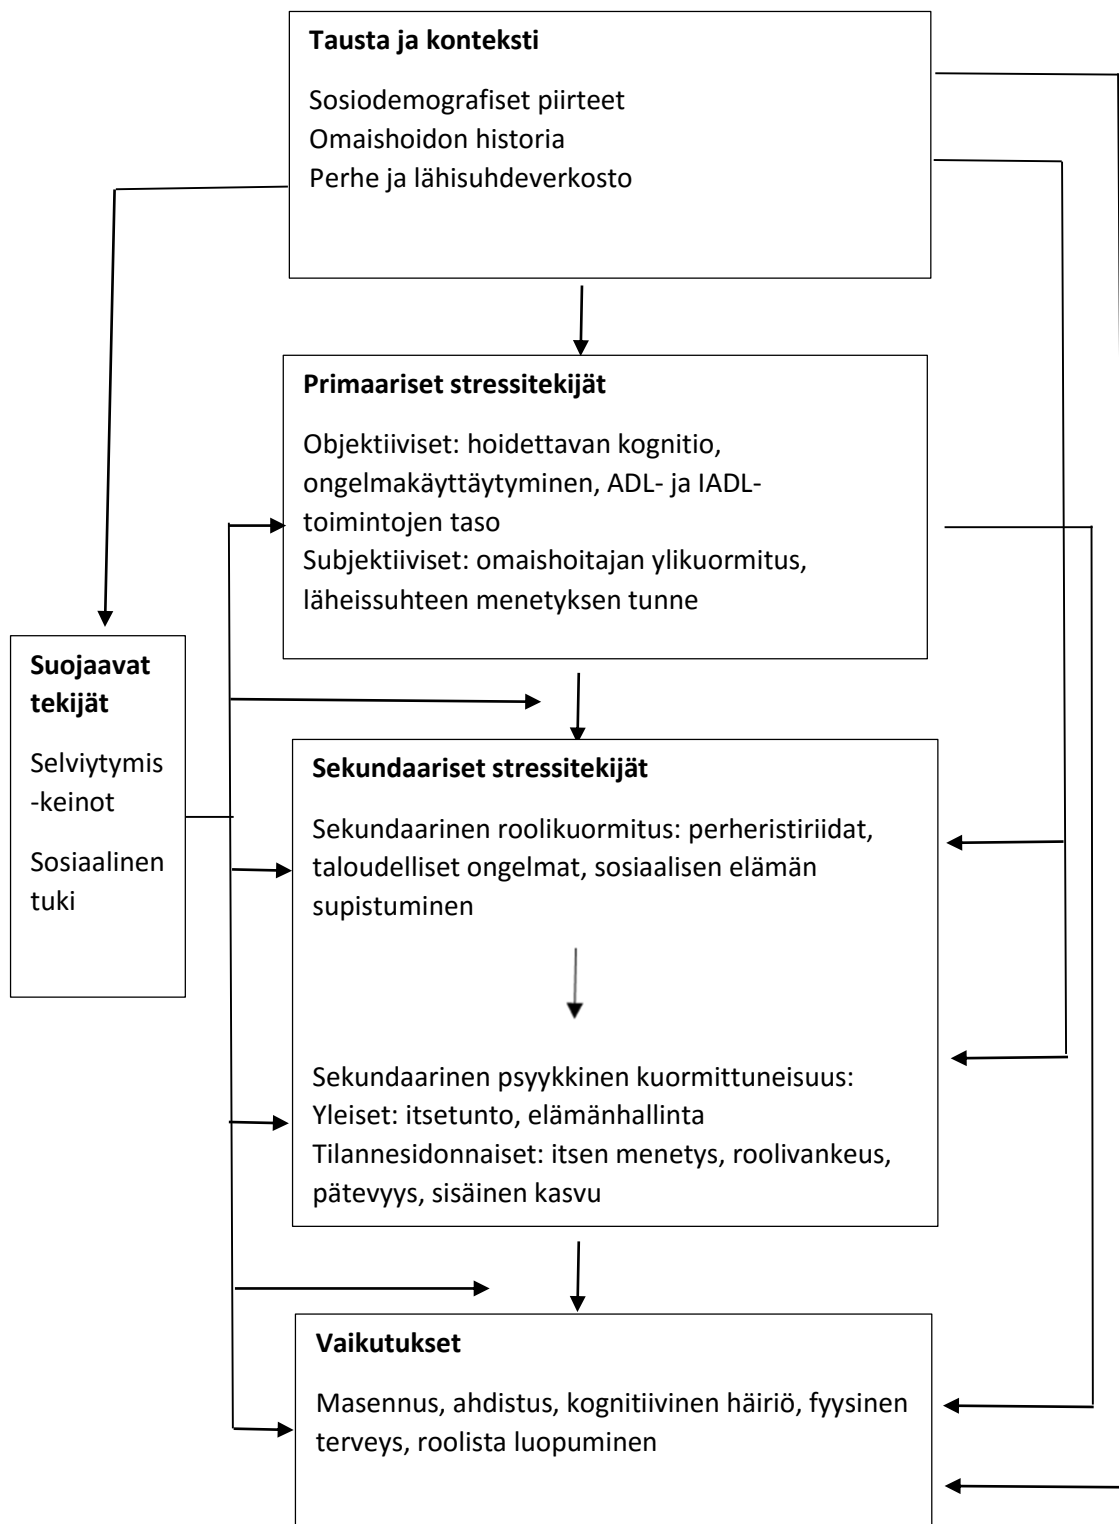 Tausta ja konteksti
Sosiodemografiset piirteet
Omaishoidon historia
Perhe ja lähisuhdeverkosto
Primaariset stressitekijät
Objektiiviset: hoidettavan kognitio,
ongelmakäyttäytyminen, ADL- ja IADL-
toimintojen taso
Subjektiiviset: omaishoitajan ylikuormitus,
läheissuhteen menetyksen tunne
Suojaavat
tekijät
Selviytymis
-keinot
Sosiaalinen
tuki
Sekundaariset stressitekijät
Sekundaarinen roolikuormitus: perheristiriidat,
taloudelliset ongelmat, sosiaalisen elämän
supistuminen
Sekundaarinen psyykkinen kuormittuneisuus:
Yleiset: itsetunto, elämänhallinta
Tilannesidonnaiset: itsen menetys, roolivankeus,
pätevyys, sisäinen kasvu
Vaikutukset
Masennus, ahdistus, kognitiivinen häiriö, fyysinen
terveys, roolista luopuminen